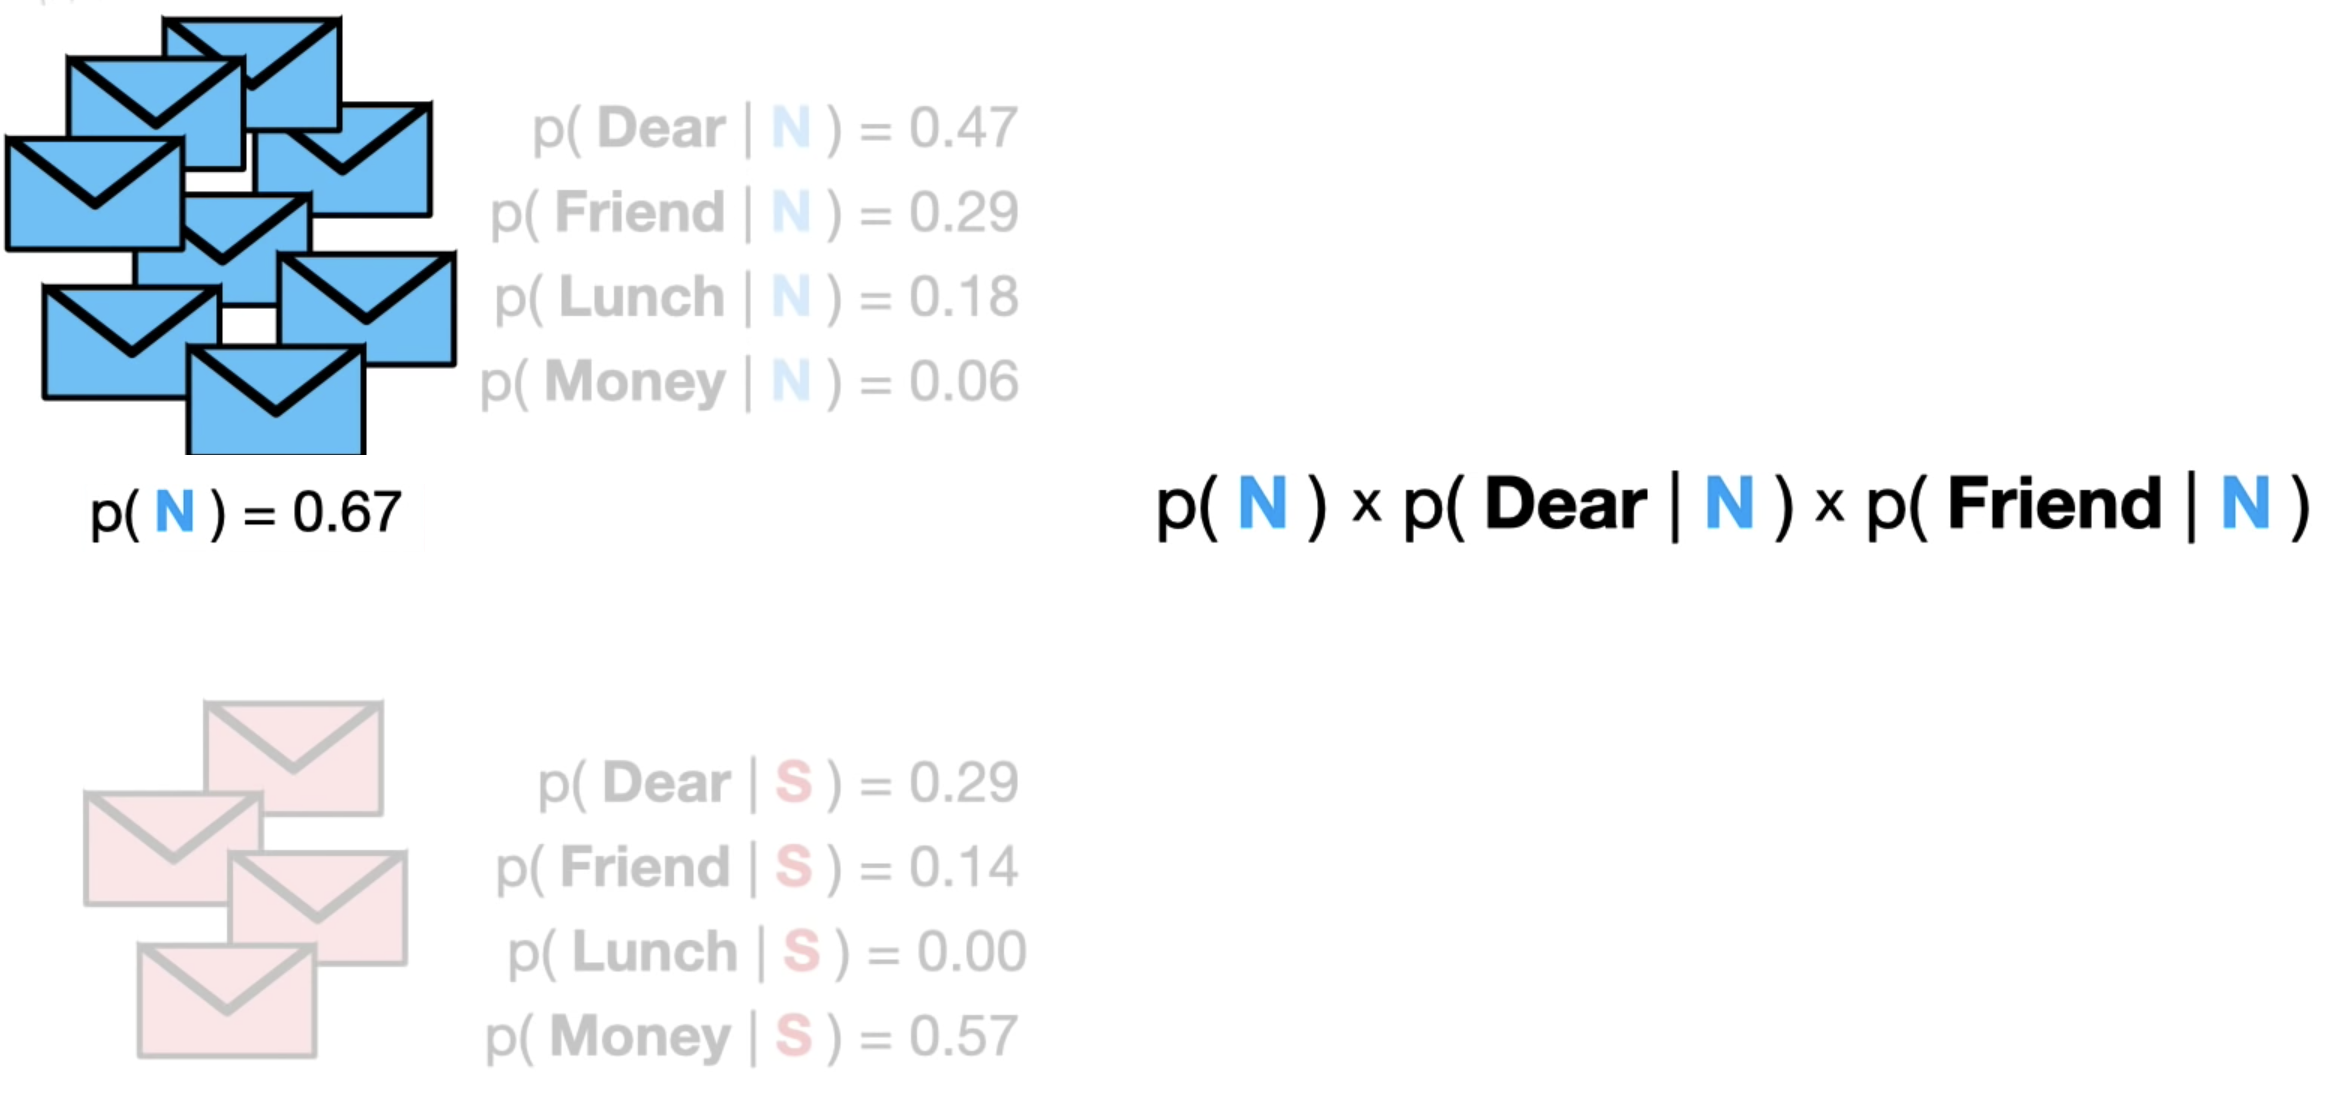 p( Dear | N ) = 0.47
p( Friend | N ) = 0.29
p( Lunch | N ) = 0.18
p( Money | N ) = 0.06
p( N ) = 0.67
p( N ) x p( Dear | N ) x p( Friend | N )
p( Dear | S ) = 0.29
p( Friend | S ) = 0.14
p( Lunch | S ) = 0.00
p( Money | S ) = 0.57